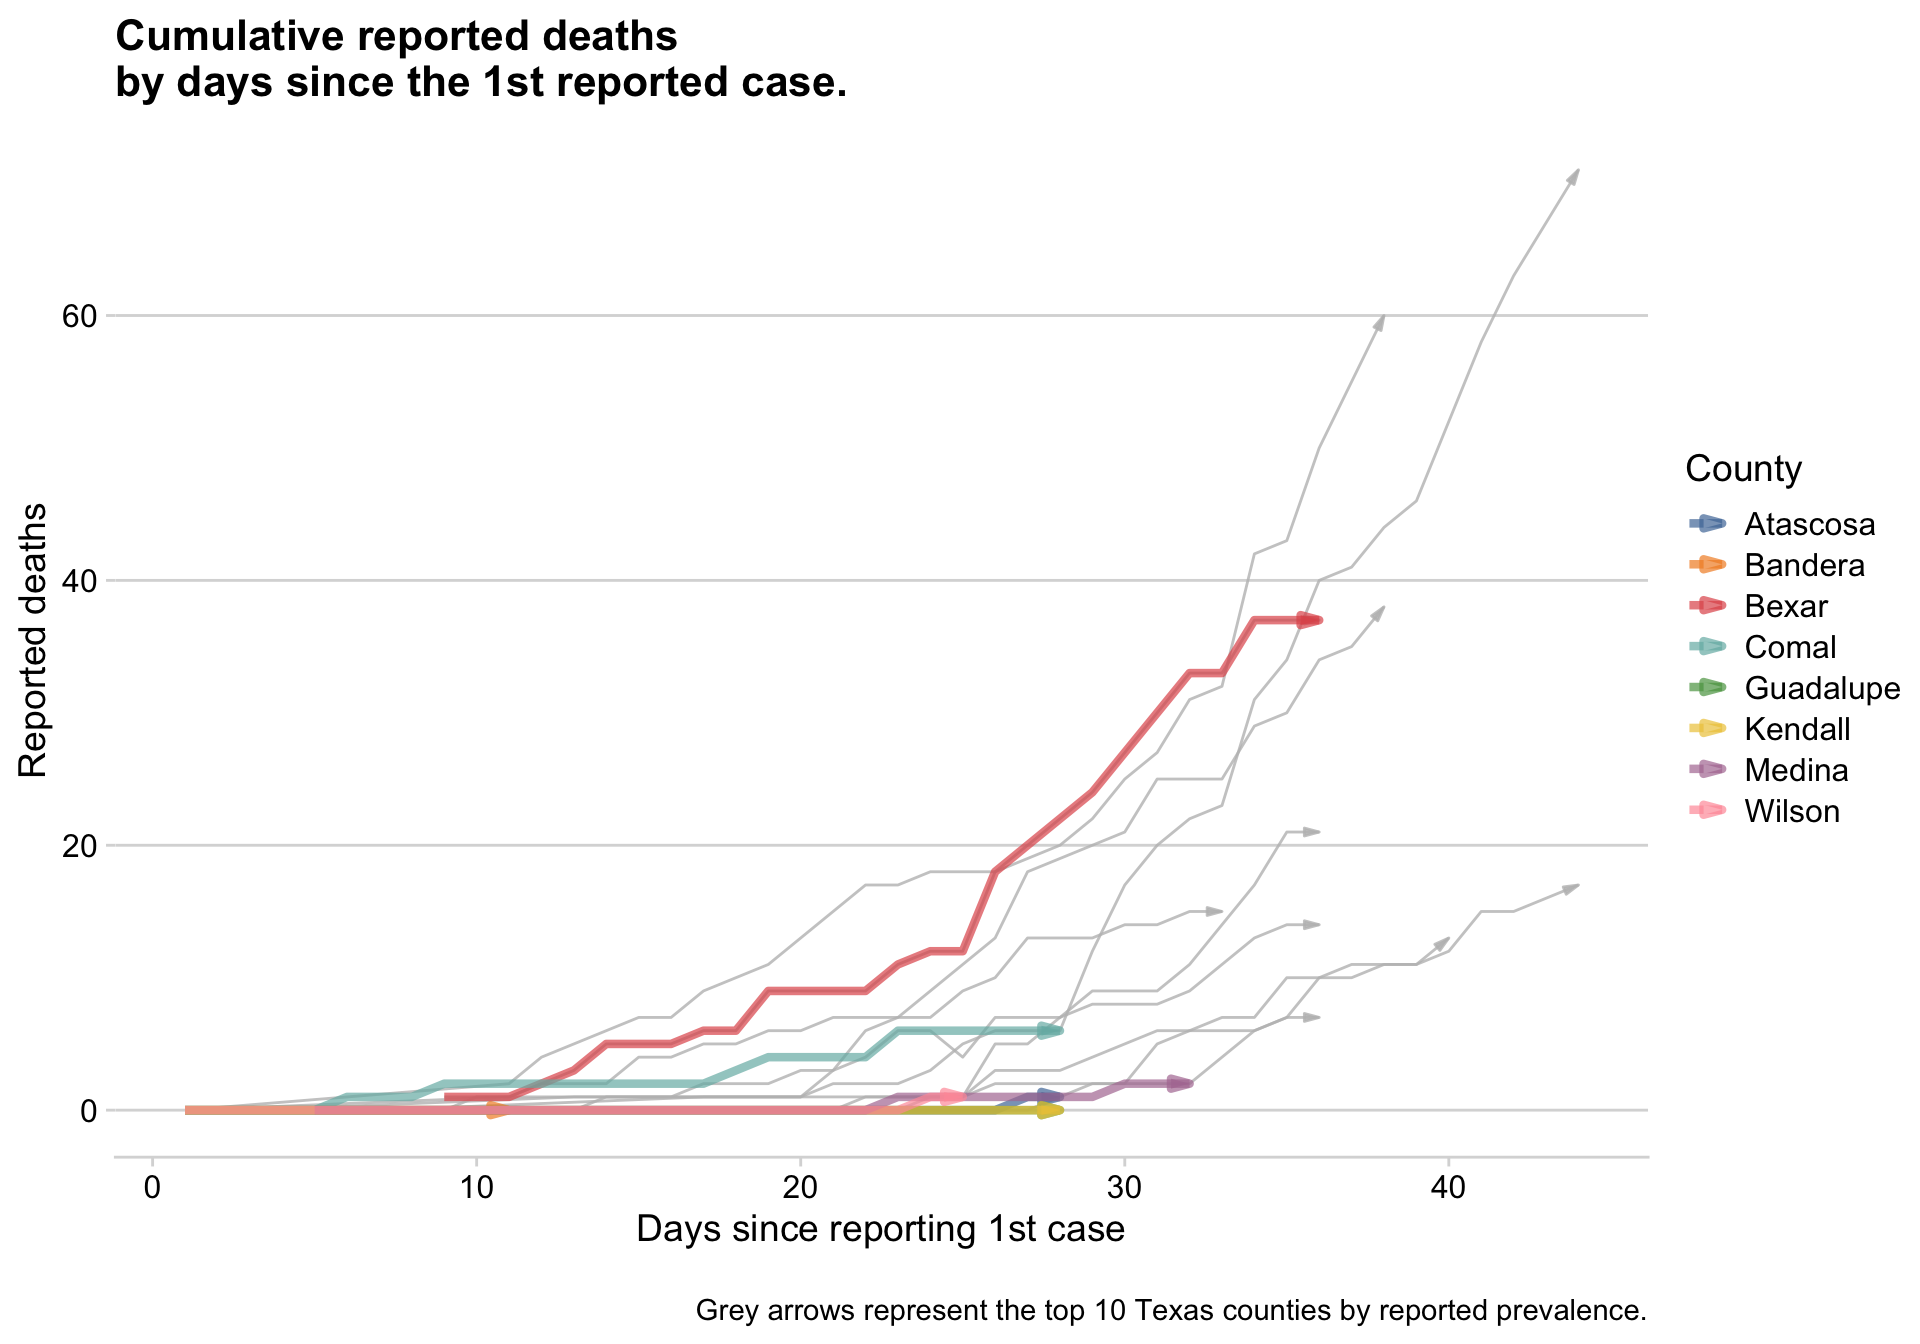 Cumulative reported deaths
by days since the 1st reported case.
Reported deaths
60
40
20
0
0 10 20 30 40
Days since reporting 1st case
County
Atascosa
Bandera
Bexar
Comal
Guadalupe
Kendall
Medina
Wilson
Grey arrows represent the top 10 Texas counties by reported prevalence.